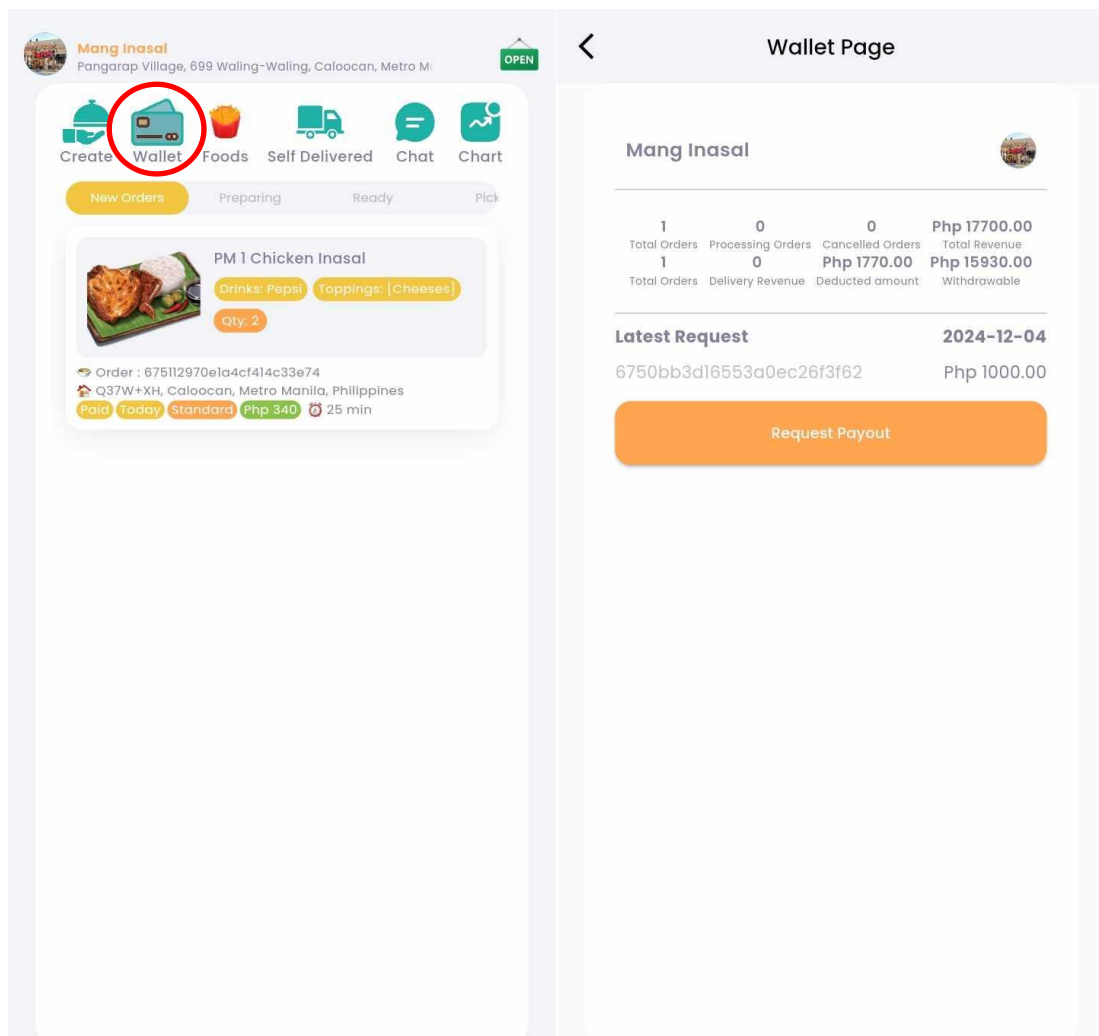 Mang Inasal
Pangarap Village, 699 Waling-Waling, Caloocan, Metro M
OPEN
Create Wallet Foods Self Delivered Chat Chart
New Orders Preparing Ready Pick
PM 1 Chicken Inasal
Drinks: Pepsi Toppings: [Cheeses]
Qty: 2
Order : 675112970e1a4cf414c33e74
Q37W+XH, Caloocan, Metro Manila, Philippines
Paid Today Standard Php 340 25 min
Wallet Page
Mang Inasal
1 0 0 Php 17700.00
Total Orders Processing Orders Cancelled Orders Total Revenue
1 0 Php 1770.00 Php 15930.00
Total Orders Delivery Revenue Deducted amount Withdrawable
Latest Request 2024-12-04
6750bb3d16553a0ec26f3f62 Php 1000.00
Request Payout